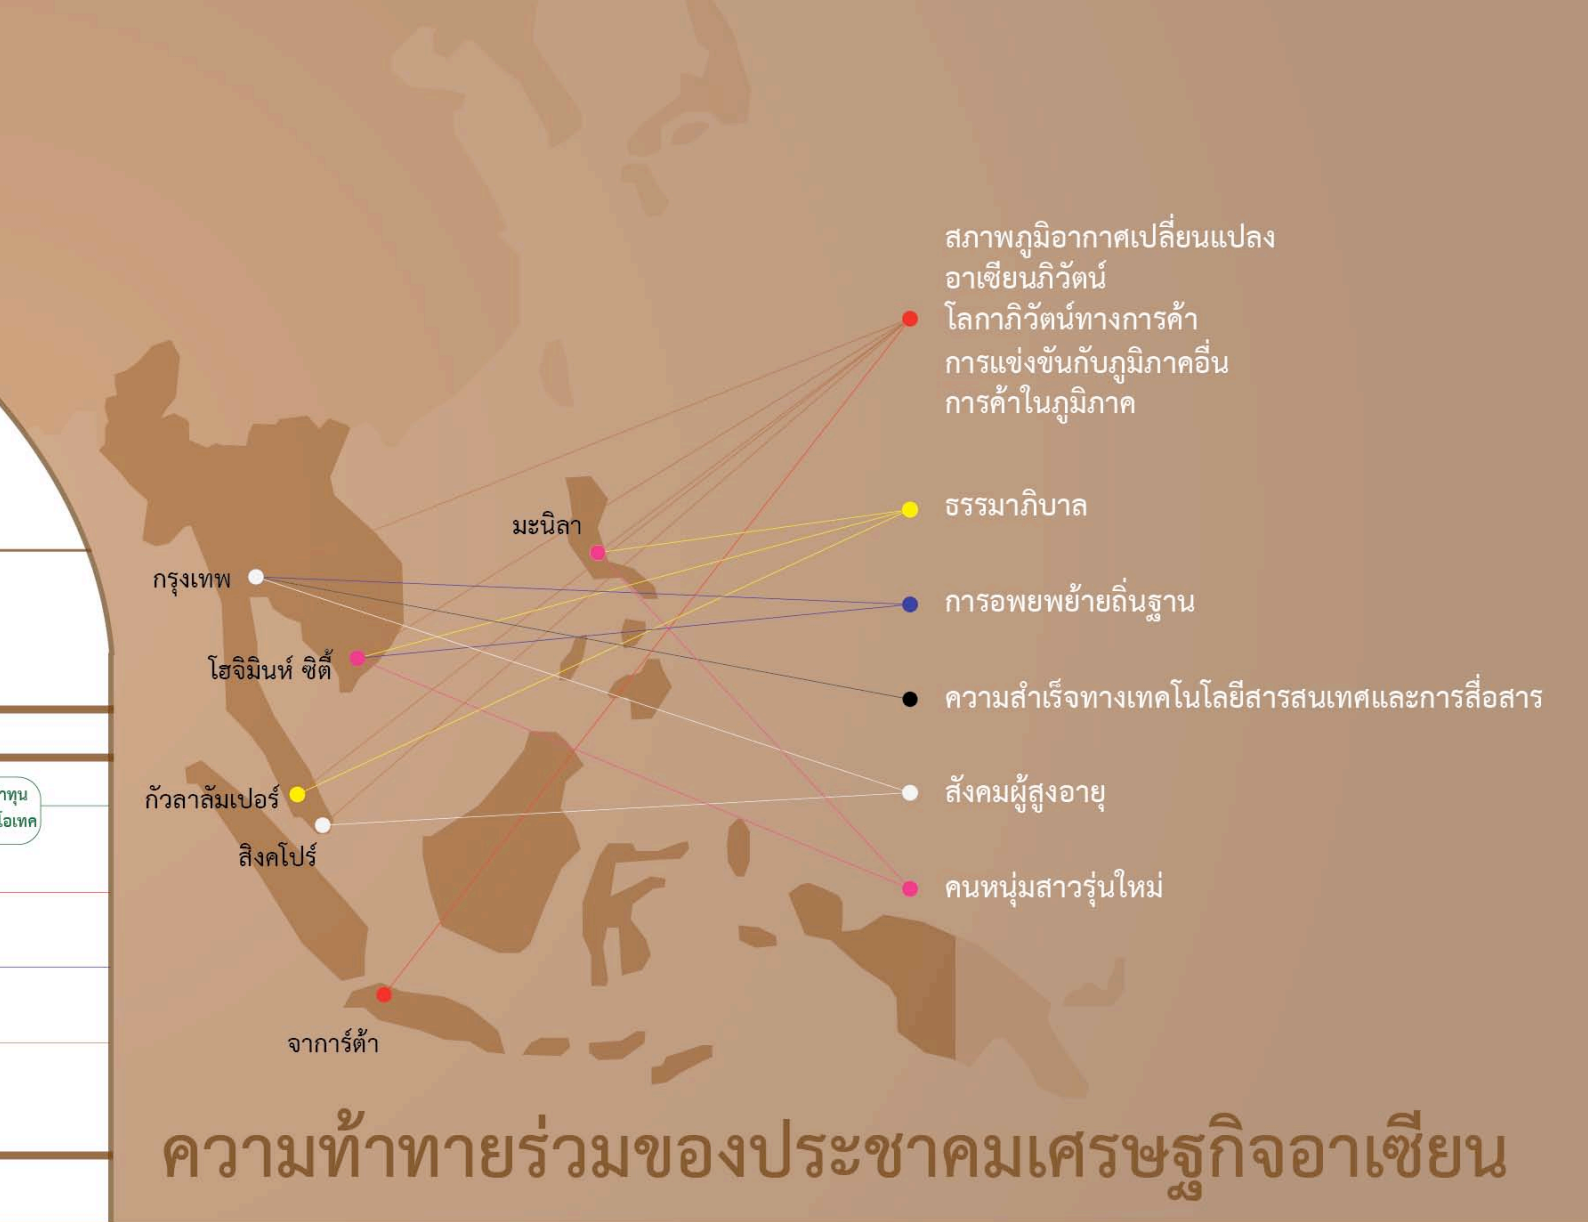 สภาพภูมิอากาศเปลี่ยนแปลง
อาเซียนภิวัตน์
โลกาภิวัตน์ทางการค้า
การแข่งขันกับภูมิภาคอื่น
การค้าในภูมิภาค
ธรรมาภิบาล
มะนิลา
กรุงเทพ
การอพยพย้ายถิ่นฐาน
โฮจิมินห์ ซิตี้
ความสำเร็จทางเทคโนโลยีสารสนเทศและการสื่อสาร
กัวลาลัมเปอร์
สังคมผู้สูงอายุ
สิงคโปร์
คนหนุ่มสาวรุ่นใหม่
จาการ์ต้า
ความท้าทายร่วมของประชาคมเศรษฐกิจอาเซียน